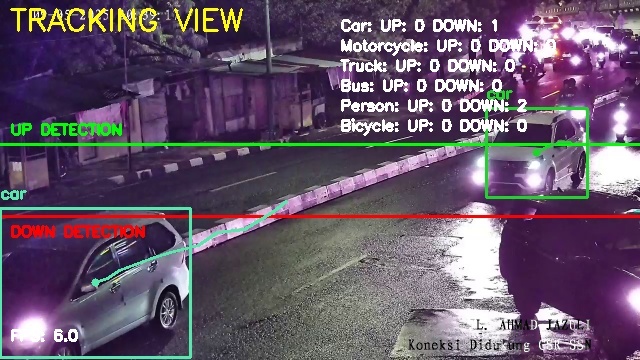 TRACKING VIEW
Car: UP: 0 DOWN: 1
Motorcycle: UP: 0 DOWN: 0
Truck: UP: 0 DOWN: 0
Bus: UP: 0 DOWN: 0
Person: UP: 0 DOWN: 2
Bicycle: UP: 0 DOWN: 0
car
UP DETECTION
car
DOWN DETECTION
FPS: 6.0
L. AHMAD JAZULI
Koneksi